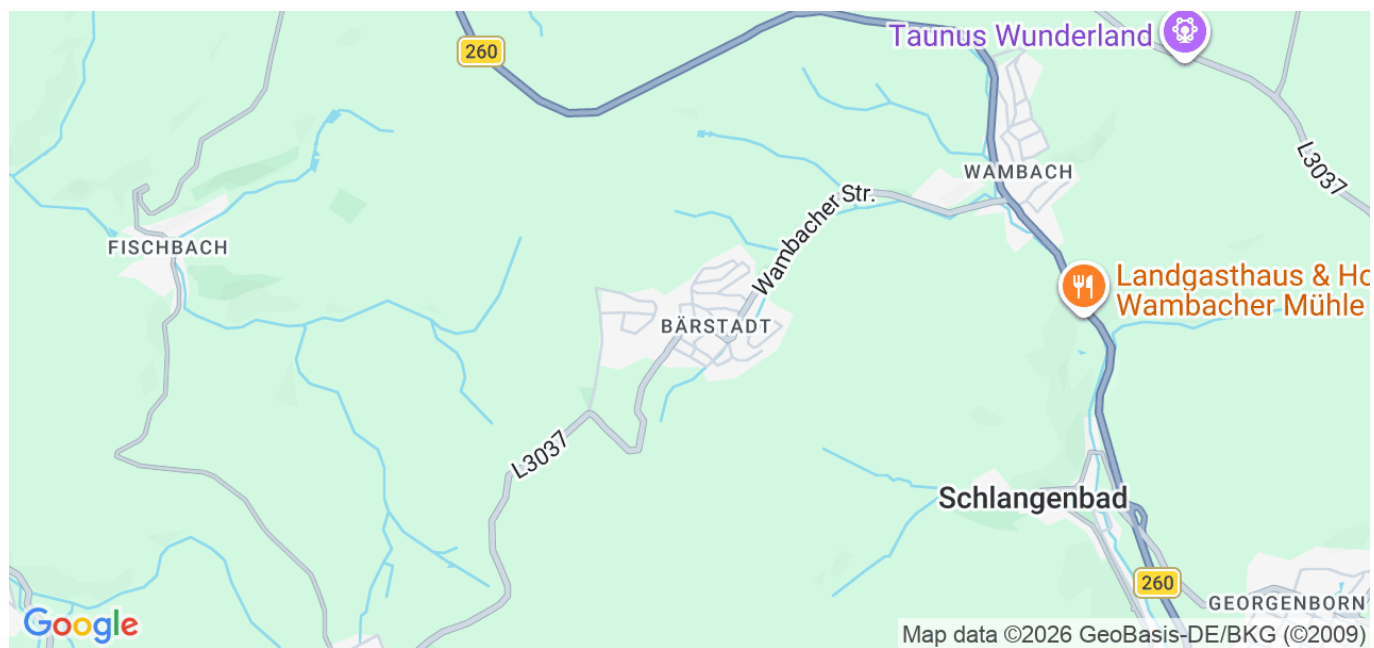 Taunus Wunderland
260
L3037
WAMBACH
Wambacher Str.
FISCHBACH
Landgasthaus & Ho
Wambacher Mühle
BÄRSTADT
L3037
Schlangenbad
260
GEORGENBORN
Google
Map data ©2026 GeoBasis-DE/BKG (©2009)